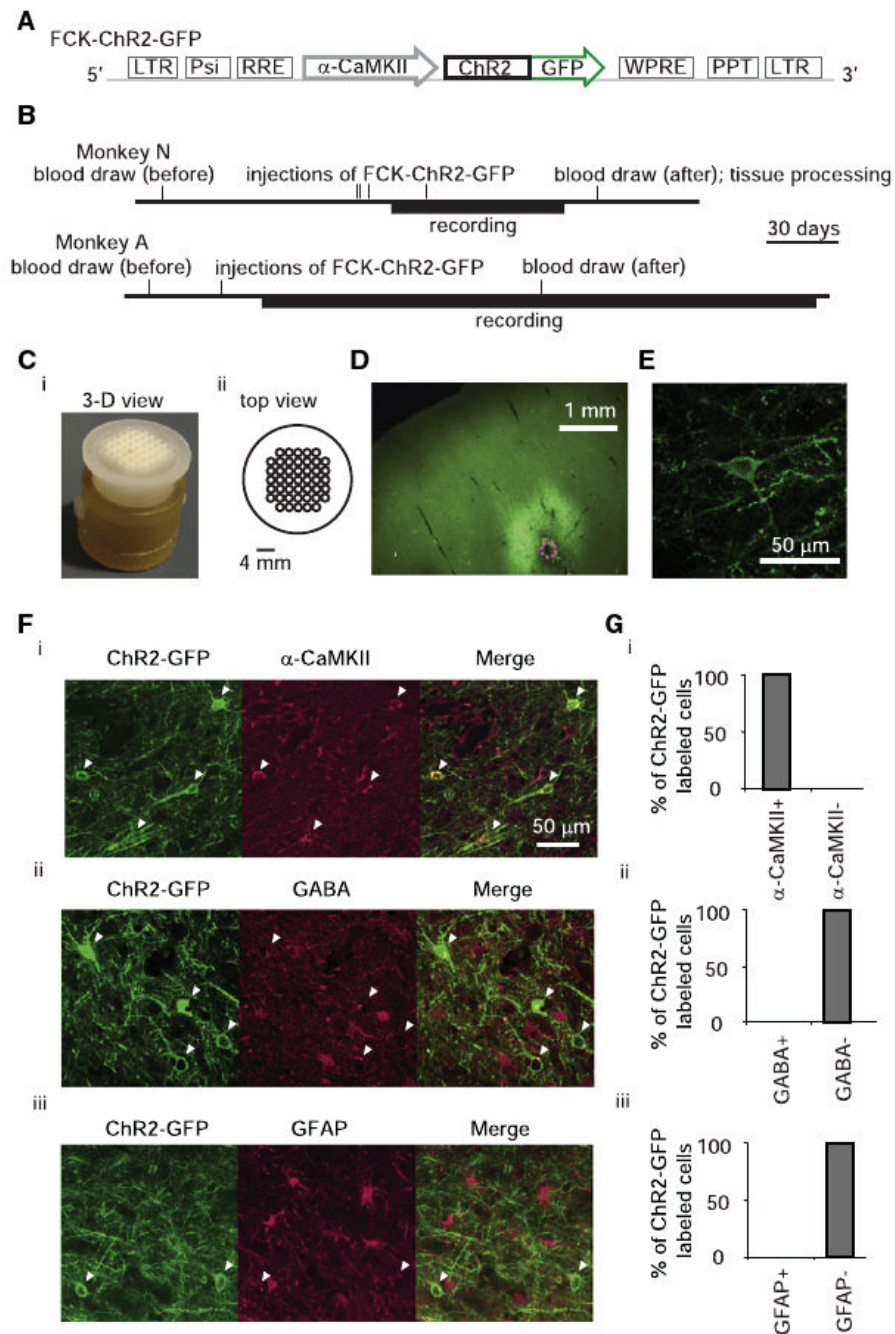 A
FCK-ChR2-GFP
5′ LTR Psi RRE α-CaMKII ChR2 GFP WPRE PPT LTR 3′
B
Monkey N
blood draw (before) injections of FCK-ChR2-GFP blood draw (after); tissue processing
recording
30 days
Monkey A
blood draw (before) injections of FCK-ChR2-GFP blood draw (after)
recording
C
i
3-D view
ii
top view
4 mm
D
1 mm
E
50 µm
F
i
ChR2-GFP α-CaMKII Merge
50 µm
ii
ChR2-GFP GABA Merge
iii
ChR2-GFP GFAP Merge
G
i
% of ChR2-GFP
labeled cells
100
50
0
α-CaMKII+
α-CaMKII-
ii
% of ChR2-GFP
labeled cells
100
50
0
GABA+
GABA-
iii
% of ChR2-GFP
labeled cells
100
50
0
GFAP+
GFAP-